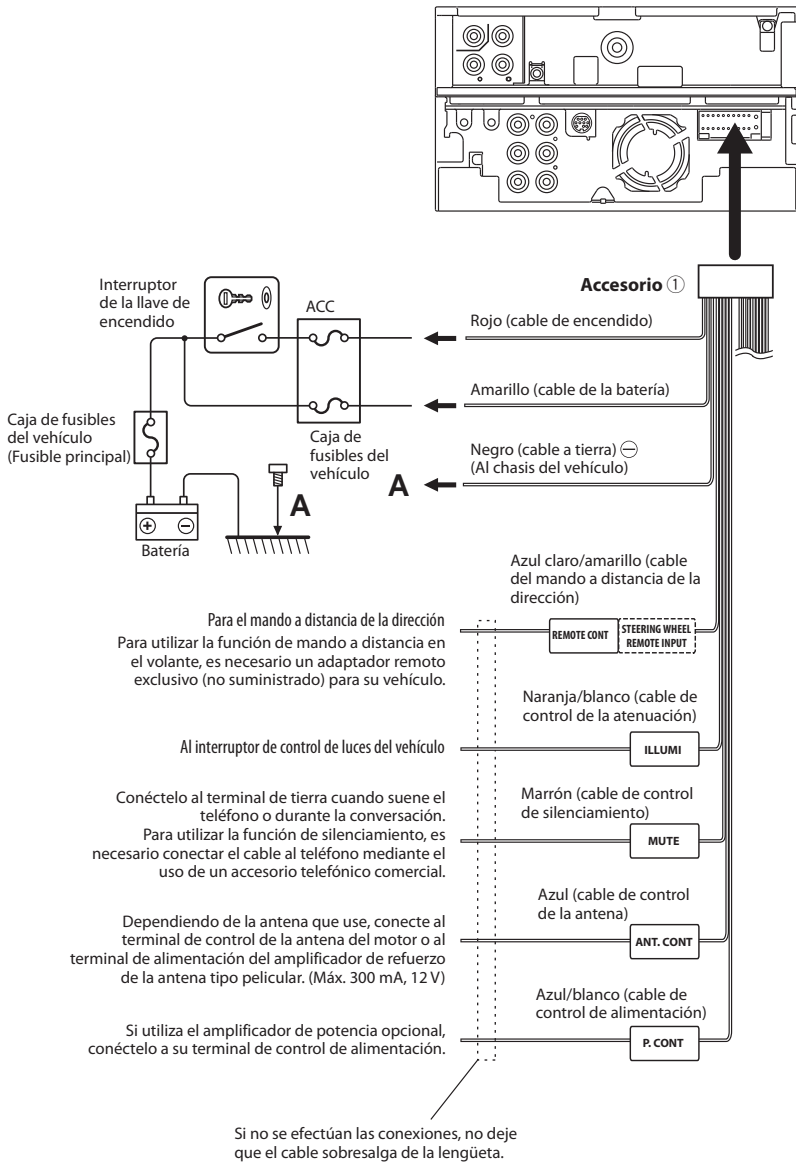 Accesorio ①
Interruptor
de la llave de
encendido
ACC
Rojo (cable de encendido)
Amarillo (cable de la batería)
Caja de fusibles
del vehículo
(Fusible principal)
Caja de
fusibles del
vehículo
Negro (cable a tierra) ⊖
(Al chasis del vehículo)
A
A
Batería
Azul claro/amarillo (cable
del mando a distancia de la
dirección)
Para el mando a distancia de la dirección
Para utilizar la función de mando a distancia en
el volante, es necesario un adaptador remoto
exclusivo (no suministrado) para su vehículo.
REMOTE CONT
STEERING WHEEL
REMOTE INPUT
Naranja/blanco (cable de
control de la atenuación)
Al interruptor de control de luces del vehículo
ILLUMI
Marrón (cable de control
de silenciamiento)
Conéctelo al terminal de tierra cuando suene el
teléfono o durante la conversación.
Para utilizar la función de silenciamiento, es
necesario conectar el cable al teléfono mediante el
uso de un accesorio telefónico comercial.
MUTE
Azul (cable de control
de la antena)
Dependiendo de la antena que use, conecte al
terminal de control de la antena del motor o al
terminal de alimentación del amplificador de refuerzo
de la antena tipo pelicular. (Máx. 300 mA, 12 V)
ANT. CONT
Azul/blanco (cable de
control de alimentación)
Si utiliza el amplificador de potencia opcional,
conéctelo a su terminal de control de alimentación.
P. CONT
Si no se efectúan las conexiones, no deje
que el cable sobresalga de la lengüeta.